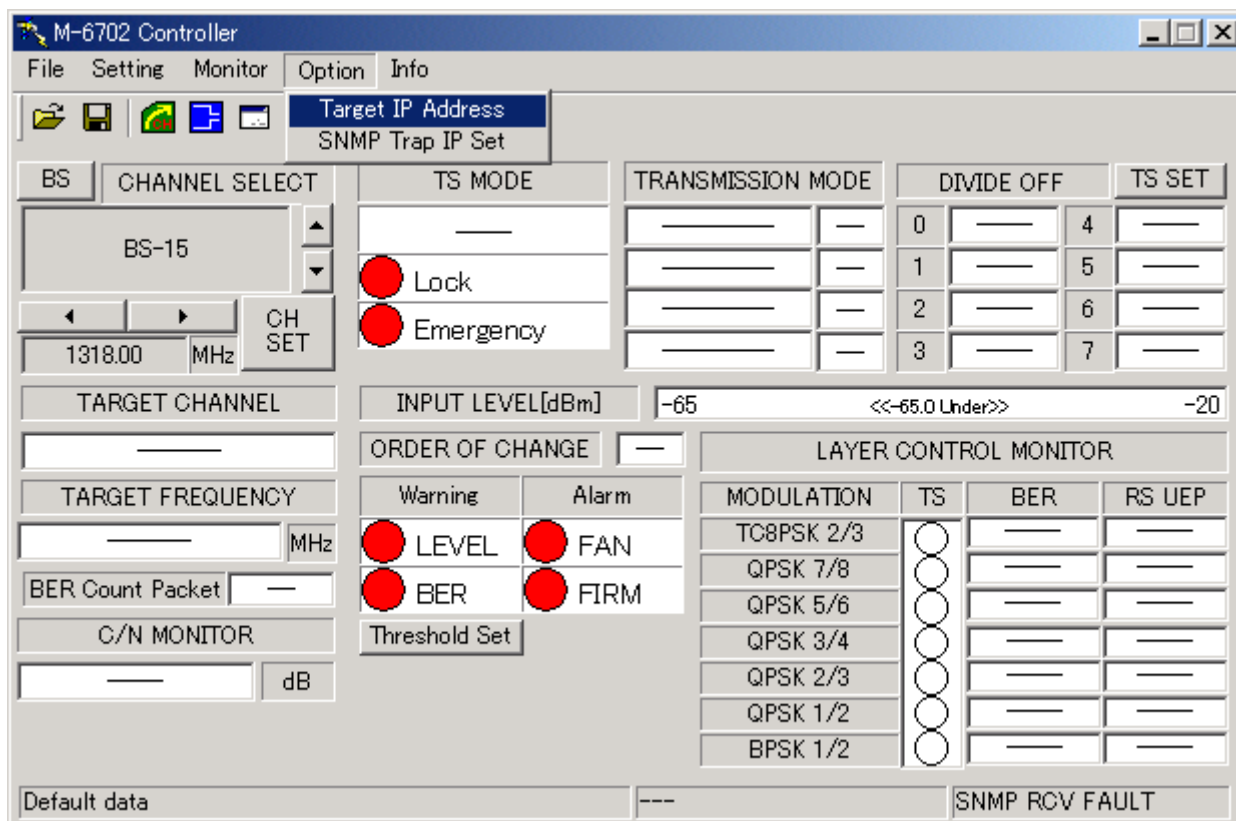 M-6702 Controller
File Setting Monitor Option Info
Target IP Address
SNMP Trap IP Set
BS CHANNEL SELECT
BS-15
CH SET
1318.00 MHz
TS MODE
——
Lock
Emergency
TRANSMISSION MODE
——— —
——— —
——— —
——— —
DIVIDE OFF TS SET
0 —— 4 ——
1 —— 5 ——
2 —— 6 ——
3 —— 7 ——
TARGET CHANNEL
———
TARGET FREQUENCY
——— MHz
BER Count Packet —
C/N MONITOR
—— dB
INPUT LEVEL[dBm] -65 <<-65.0 Under>> -20
ORDER OF CHANGE —
Warning Alarm
LEVEL FAN
BER FIRM
Threshold Set
LAYER CONTROL MONITOR
MODULATION TS BER RS UEP
TC8PSK 2/3 —— ——
QPSK 7/8 —— ——
QPSK 5/6 —— ——
QPSK 3/4 —— ——
QPSK 2/3 —— ——
QPSK 1/2 —— ——
BPSK 1/2 —— ——
Default data --- SNMP RCV FAULT